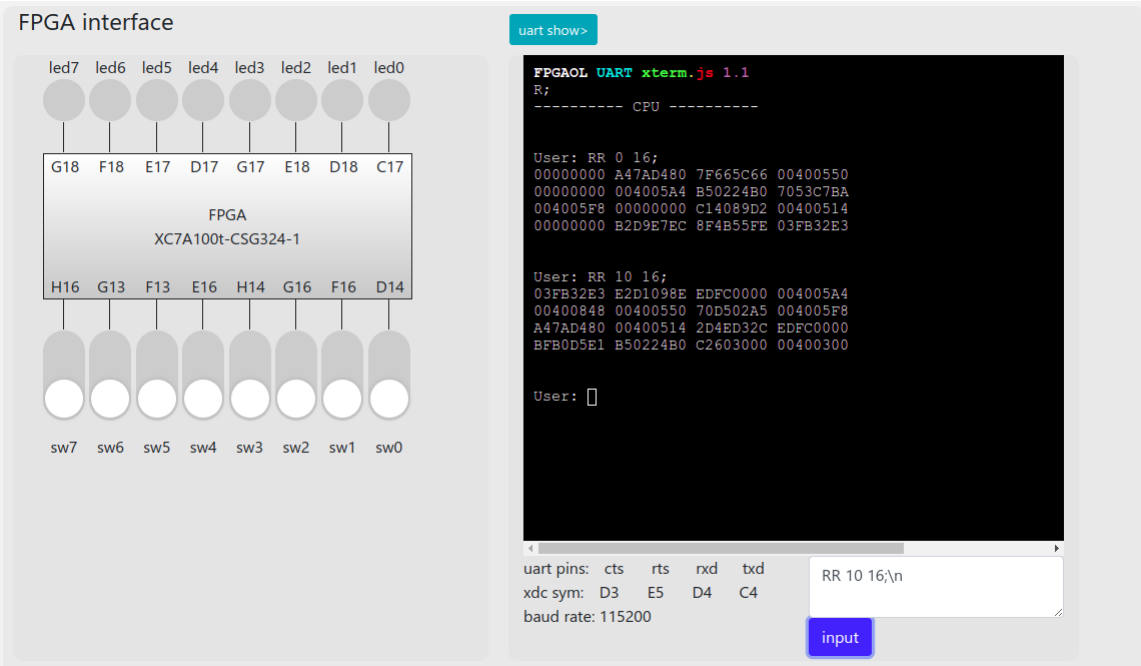 FPGA interface
led7 led6 led5 led4 led3 led2 led1 led0
G18 F18 E17 D17 G17 E18 D18 C17
FPGA
XC7A100t-CSG324-1
H16 G13 F13 E16 H14 G16 F16 D14
sw7 sw6 sw5 sw4 sw3 sw2 sw1 sw0
uart show>
FPGAOL UART xterm.js 1.1
R;
---------- CPU ----------
User: RR 0 16;
00000000 A47AD480 7F665C66 00400550
00000000 004005A4 B50224B0 7053C7BA
004005F8 00000000 C14089D2 00400514
00000000 B2D9E7EC 8F4B55FE 03FB32E3
User: RR 10 16;
03FB32E3 E2D1098E EDFC0000 004005A4
00400848 00400550 70D502A5 004005F8
A47AD480 00400514 2D4ED32C EDFC0000
BFB0D5E1 B50224B0 C2603000 00400300
User:
uart pins: cts rts rxd txd
xdc sym: D3 E5 D4 C4
baud rate: 115200
RR 10 16;\n
input